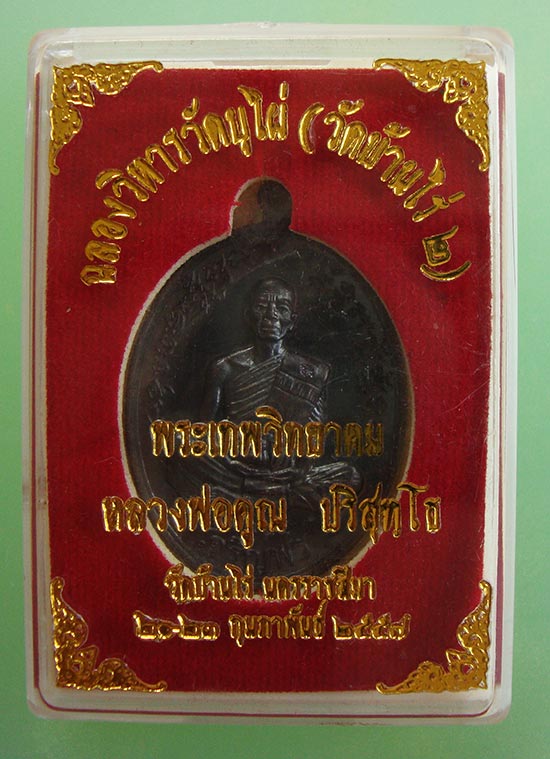 ฉลองวิหารวัดบุไผ่ (วัดบ้านไร่ ๒)
พระเทพวิทยาคม
หลวงพ่อคูณ ปริสุทฺโธ
วัดบ้านไร่ นครราชสีมา
๒๑-๒๓ กุมภาพันธ์ ๒๕๕๗